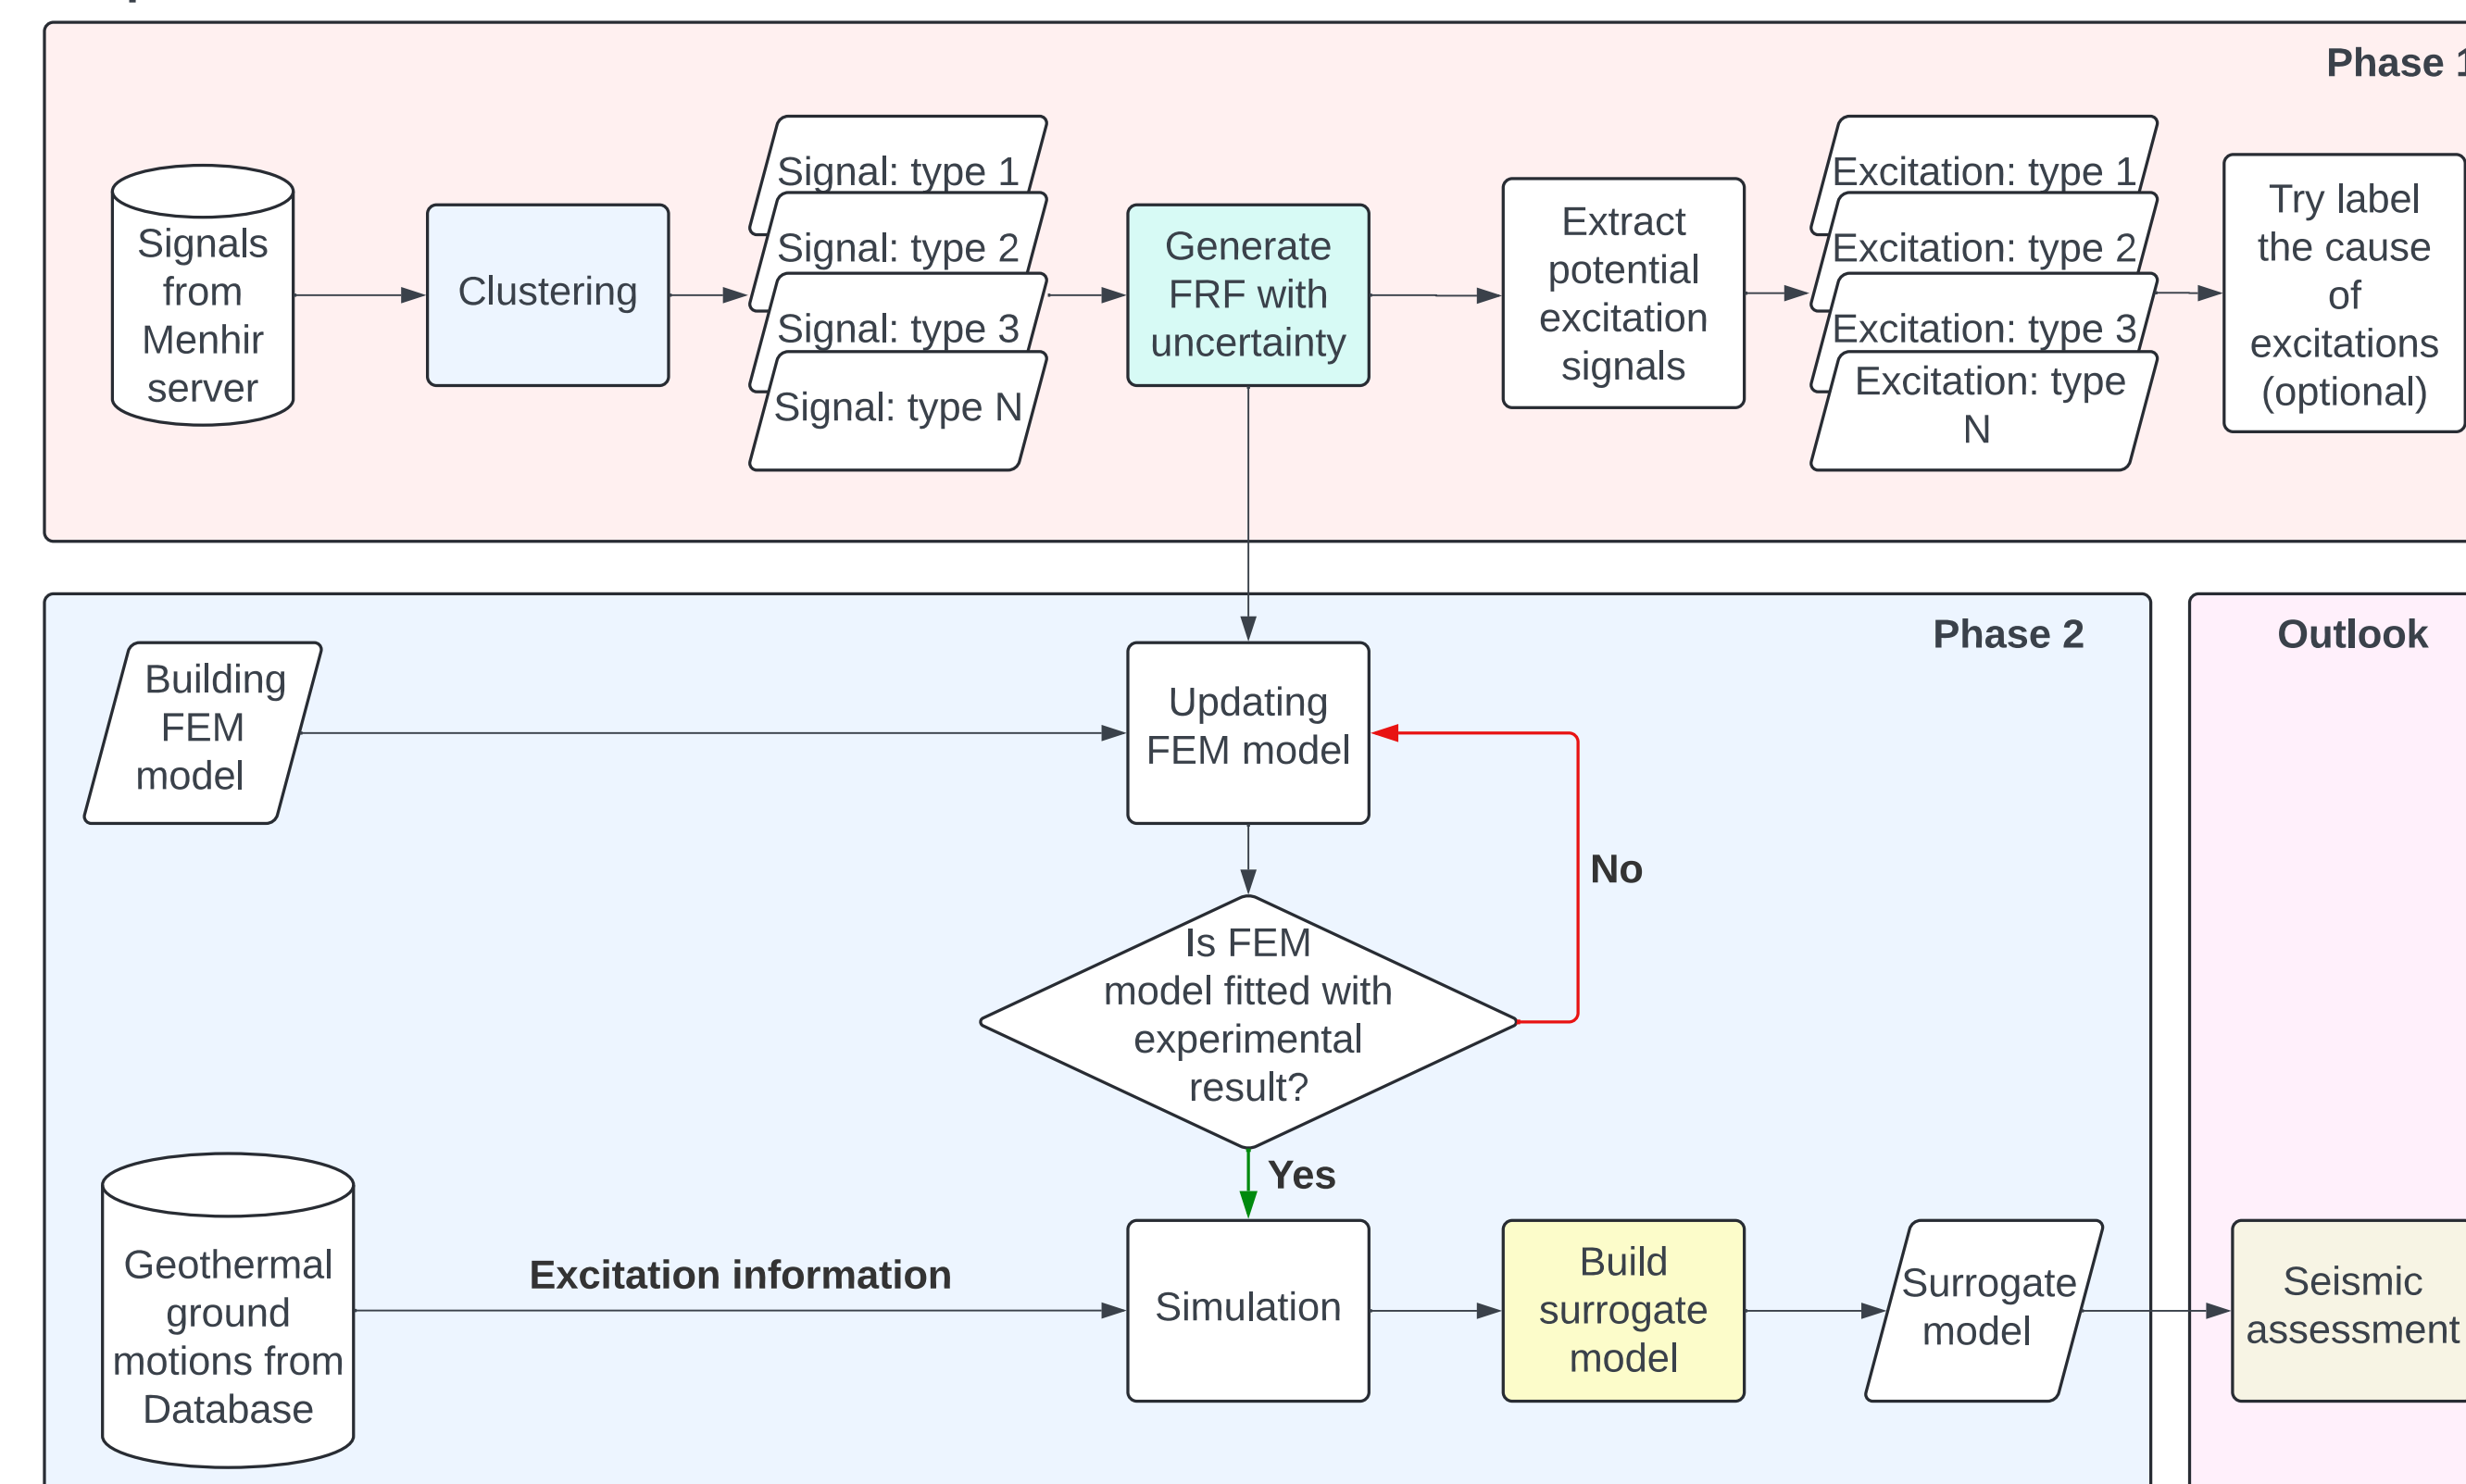 Phase 1
Signals
from
Menhir
server
Clustering
Signal: type 1
Signal: type 2
Signal: type 3
Signal: type N
Generate
FRF with
uncertainty
Extract
potential
excitation
signals
Excitation: type 1
Excitation: type 2
Excitation: type 3
Excitation: type
N
Try label
the cause
of
excitations
(optional)
Phase 2
Outlook
Building
FEM
model
Updating
FEM model
No
Is FEM
model fitted with
experimental
result?
Yes
Geothermal
ground
motions from
Database
Excitation information
Simulation
Build
surrogate
model
Surrogate
model
Seismic
assessment